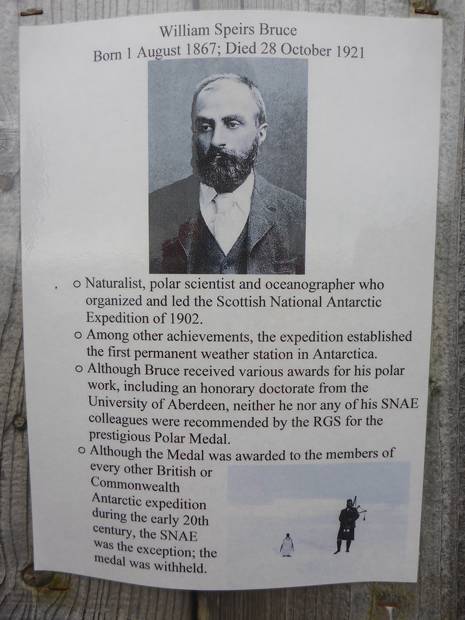 William Speirs Bruce
Born 1 August 1867; Died 28 October 1921
Naturalist, polar scientist and oceanographer who
organized and led the Scottish National Antarctic
Expedition of 1902.
Among other achievements, the expedition established
the first permanent weather station in Antarctica.
Although Bruce received various awards for his polar
work, including an honorary doctorate from the
University of Aberdeen, neither he nor any of his SNAE
colleagues were recommended by the RGS for the
prestigious Polar Medal.
Although the Medal was awarded to the members of
every other British or
Commonwealth
Antarctic expedition
during the early 20th
century, the SNAE
was the exception; the
medal was withheld.